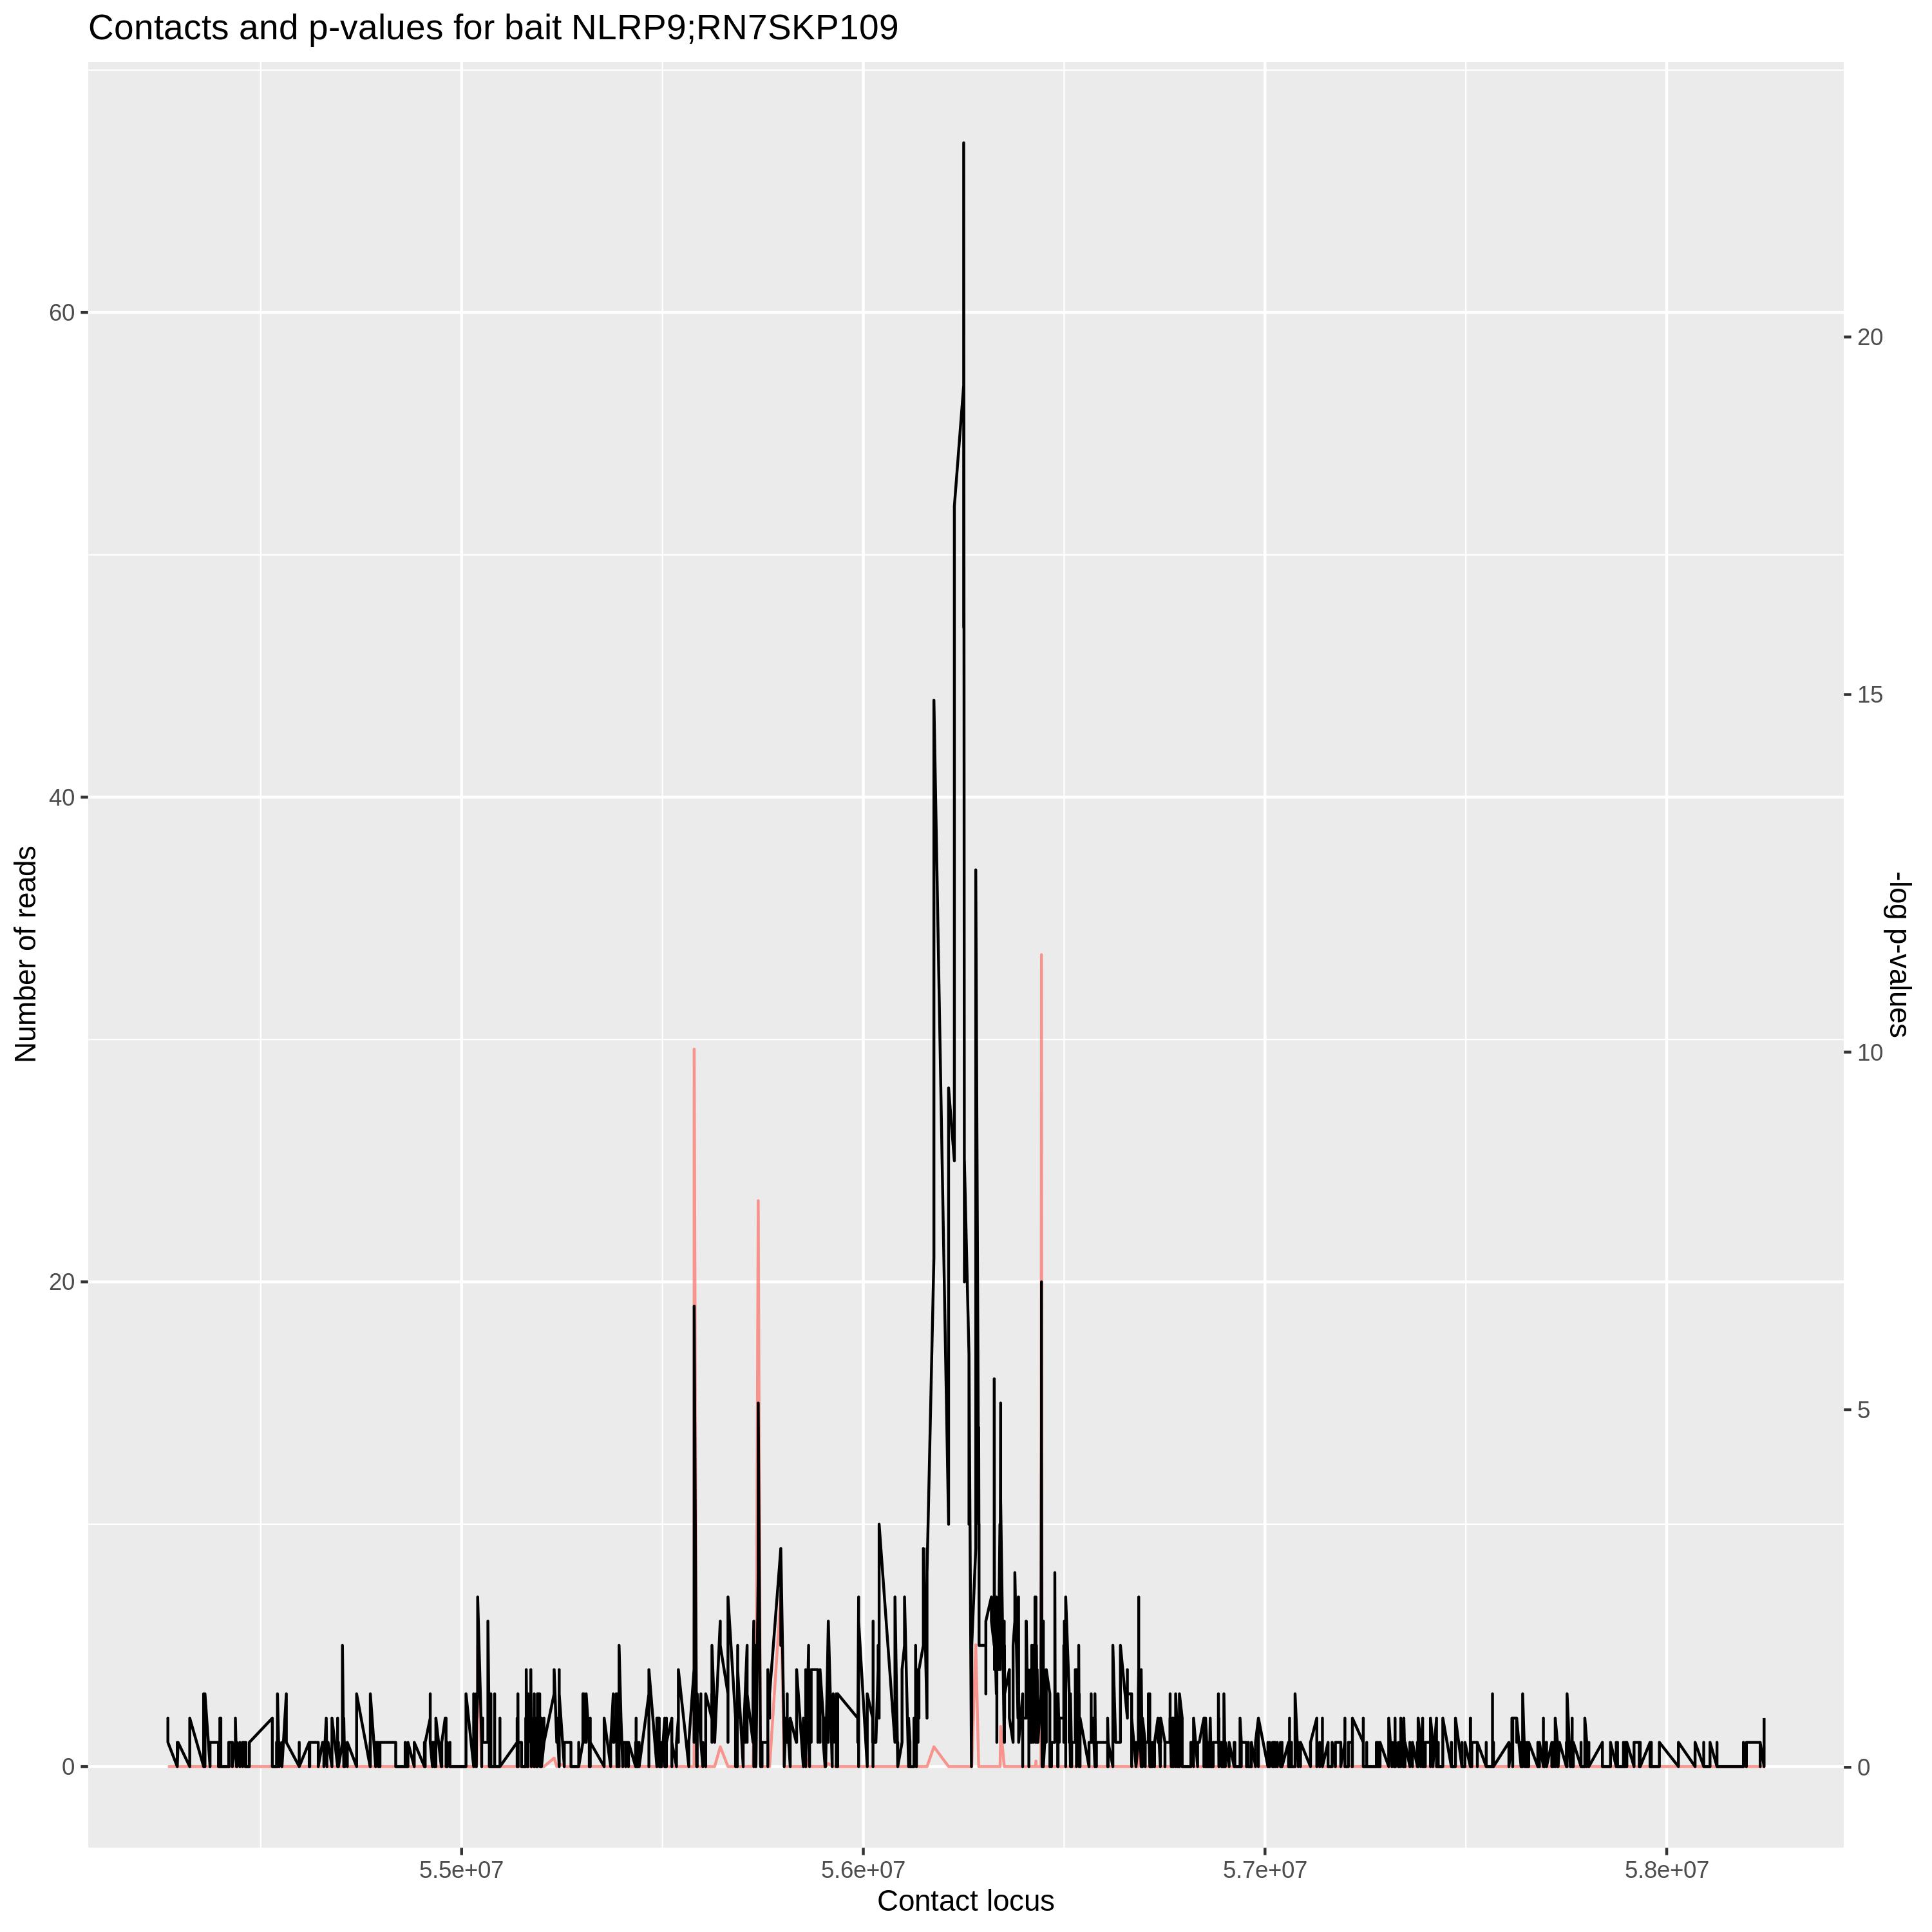 Contacts and p-values for bait NLRP9;RN7SKP109
Number of reads
60
40
20
0
-log p-values
20
15
10
5
0
5.5e+07
5.6e+07
5.7e+07
5.8e+07
Contact locus